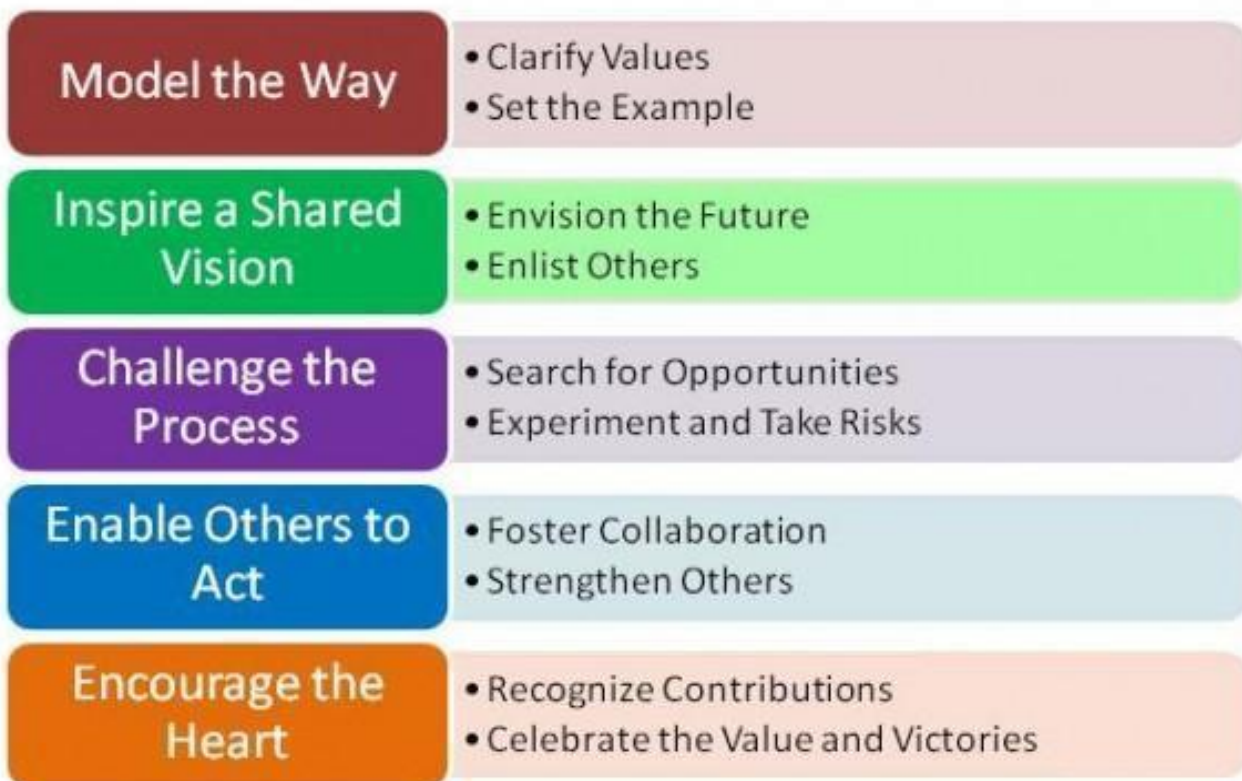 Model the Way
• Clarify Values
• Set the Example
Inspire a Shared
Vision
• Envision the Future
• Enlist Others
Challenge the
Process
• Search for Opportunities
• Experiment and Take Risks
Enable Others to
Act
• Foster Collaboration
• Strengthen Others
Encourage the
Heart
• Recognize Contributions
• Celebrate the Value and Victories